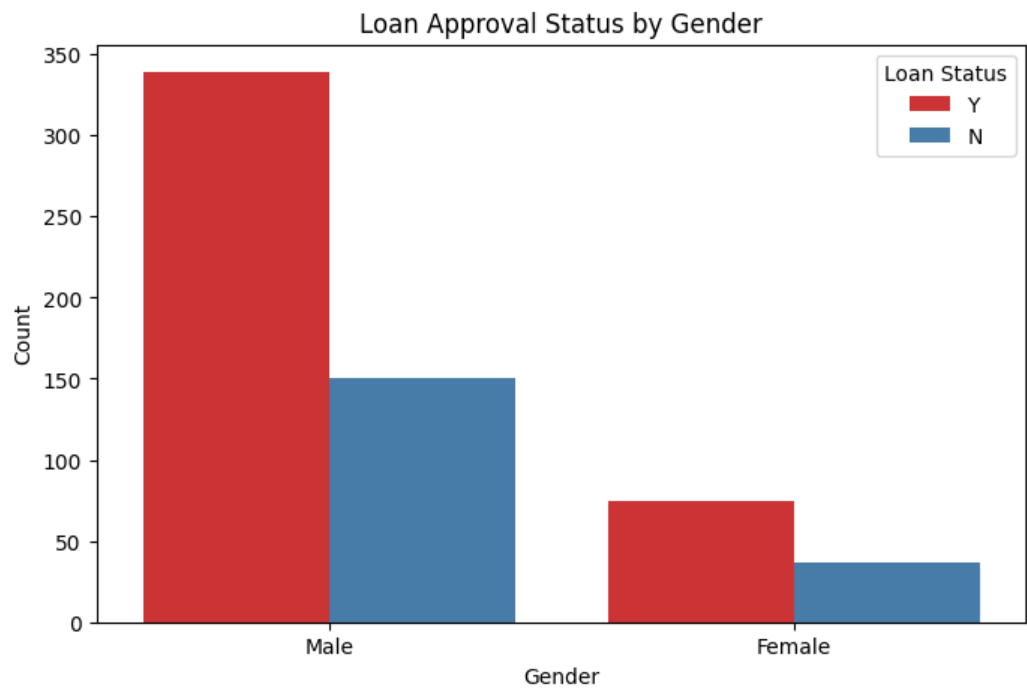 Loan Approval Status by Gender
350
300
250
200
150
100
50
0
Count
Loan Status
Y
N
Male
Female
Gender